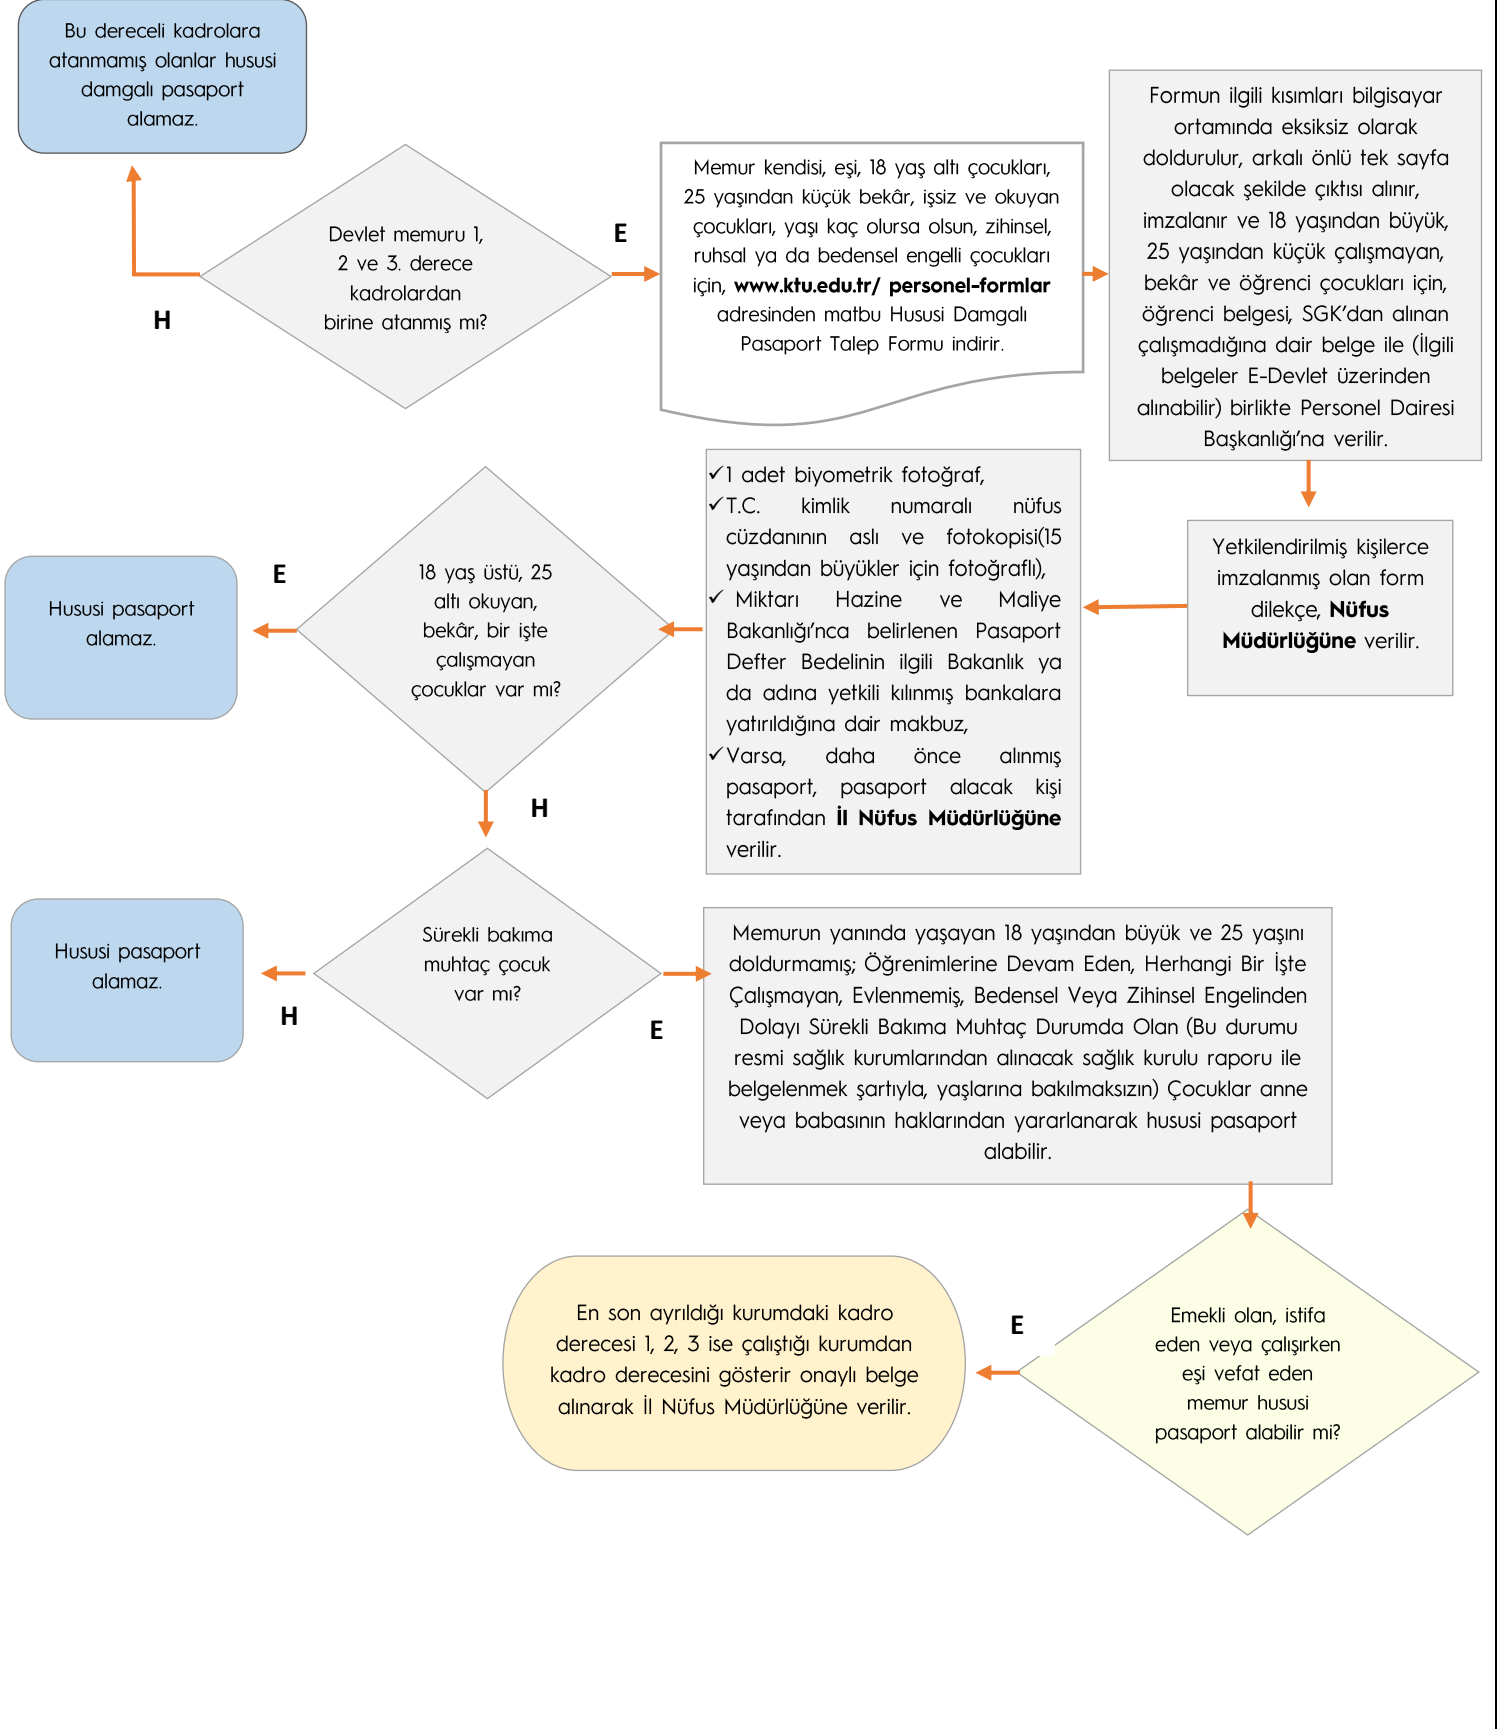 Bu dereceli kadrolara
atanmamış olanlar hususi
damgalı pasaport
alamaz.
Devlet memuru 1,
2 ve 3. derece
kadrolardan
birine atanmış mı?
H
E
Memur kendisi, eşi, 18 yaş altı çocukları,
25 yaşından küçük bekâr, işsiz ve okuyan
çocukları, yaşı kaç olursa olsun, zihinsel,
ruhsal ya da bedensel engelli çocukları
için, www.ktu.edu.tr/ personel-formlar
adresinden matbu Hususi Damgalı
Pasaport Talep Formu indirir.
Formun ilgili kısımları bilgisayar
ortamında eksiksiz olarak
doldurulur, arkalı önlü tek sayfa
olacak şekilde çıktısı alınır,
imzalanır ve 18 yaşından büyük,
25 yaşından küçük çalışmayan,
bekâr ve öğrenci çocukları için,
öğrenci belgesi, SGK’dan alınan
çalışmadığına dair belge ile (İlgili
belgeler E-Devlet üzerinden
alınabilir) birlikte Personel Dairesi
Başkanlığı’na verilir.
Yetkilendirilmiş kişilerce
imzalanmış olan form
dilekçe, Nüfus
Müdürlüğüne verilir.
✓1 adet biyometrik fotoğraf,
✓T.C. kimlik numaralı nüfus
cüzdanının aslı ve fotokopisi(15
yaşından büyükler için fotoğraflı),
✓ Miktarı Hazine ve Maliye
Bakanlığı’nca belirlenen Pasaport
Defter Bedelinin ilgili Bakanlık ya
da adına yetkili kılınmış bankalara
yatırıldığına dair makbuz,
✓Varsa, daha önce alınmış
pasaport, pasaport alacak kişi
tarafından İl Nüfus Müdürlüğüne
verilir.
18 yaş üstü, 25
altı okuyan,
bekâr, bir işte
çalışmayan
çocuklar var mı?
E
Hususi pasaport
alamaz.
H
Sürekli bakıma
muhtaç çocuk
var mı?
H
Hususi pasaport
alamaz.
E
Memurun yanında yaşayan 18 yaşından büyük ve 25 yaşını
doldurmamış; Öğrenimlerine Devam Eden, Herhangi Bir İşte
Çalışmayan, Evlenmemiş, Bedensel Veya Zihinsel Engelinden
Dolayı Sürekli Bakıma Muhtaç Durumda Olan (Bu durumu
resmi sağlık kurumlarından alınacak sağlık kurulu raporu ile
belgelenmek şartıyla, yaşlarına bakılmaksızın) Çocuklar anne
veya babasının haklarından yararlanarak hususi pasaport
alabilir.
Emekli olan, istifa
eden veya çalışırken
eşi vefat eden
memur hususi
pasaport alabilir mi?
E
En son ayrıldığı kurumdaki kadro
derecesi 1, 2, 3 ise çalıştığı kurumdan
kadro derecesini gösterir onaylı belge
alınarak İl Nüfus Müdürlüğüne verilir.